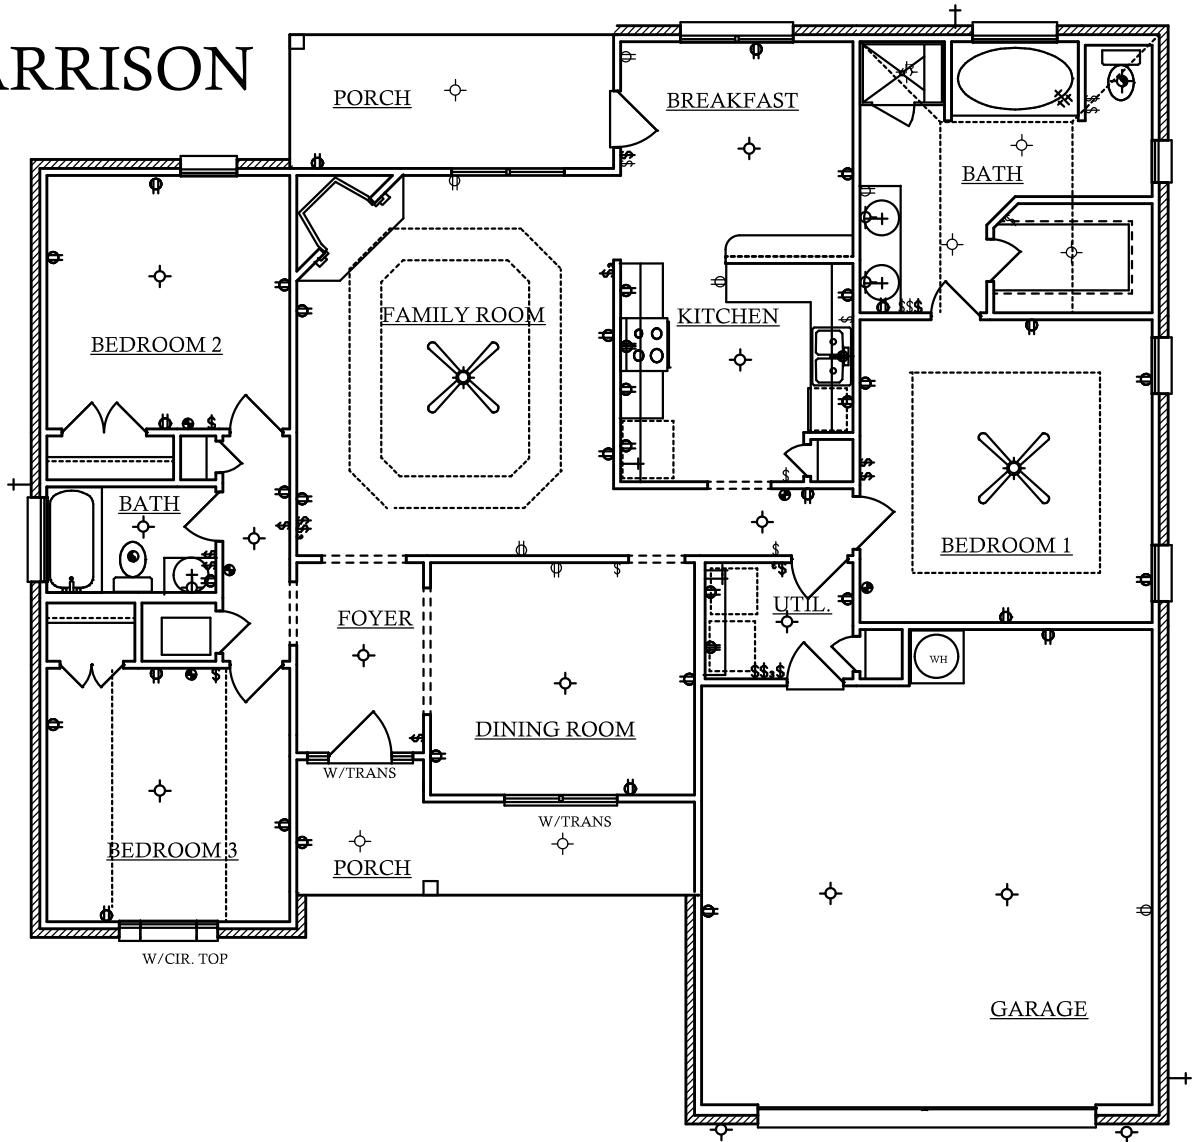 ARRISON
PORCH
BREAKFAST
BATH
FAMILY ROOM
KITCHEN
BEDROOM 2
BATH
BEDROOM 1
UTIL.
FOYER
WH
DINING ROOM
W/TRANS
W/TRANS
BEDROOM 3
PORCH
W/CIR. TOP
GARAGE